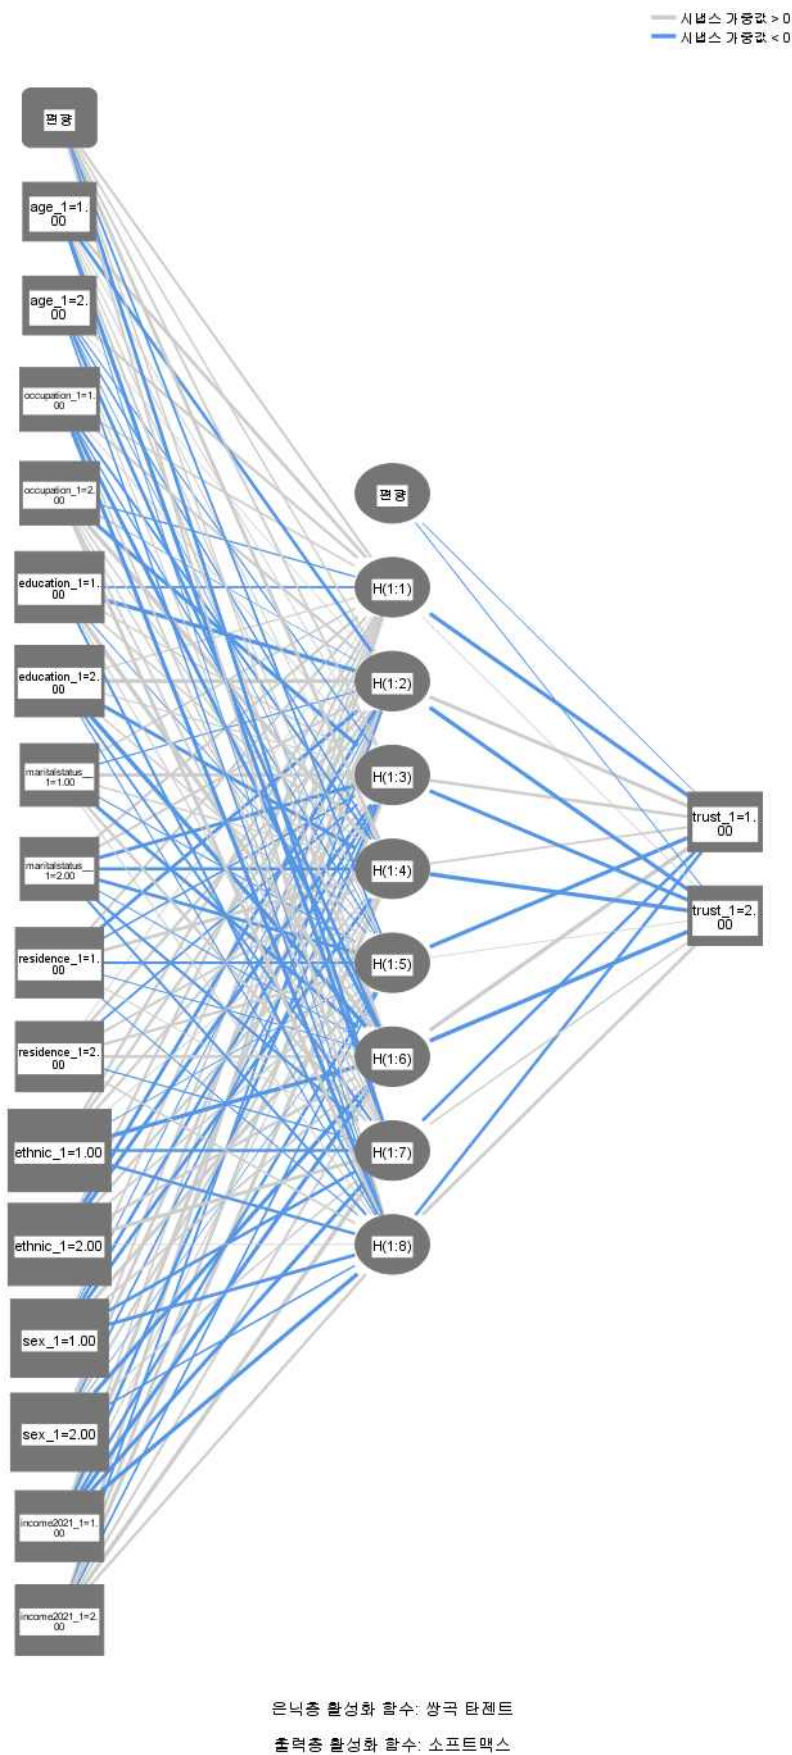 시냅스 가중값 > 0
시냅스 가중값 < 0
편향
age_1=1.
00
age_1=2.
00
occupation_1=1.
00
occupation_1=2.
00
편향
education_1=1.
00
H(1:1)
education_1=2.
00
H(1:2)
maritalstatus__
1=1.00
H(1:3)
trust_1=1.
00
maritalstatus__
1=2.00
H(1:4)
trust_1=2.
00
residence_1=1.
00
H(1:5)
residence_1=2.
00
H(1:6)
ethnic_1=1.00
H(1:7)
ethnic_1=2.00
H(1:8)
sex_1=1.00
sex_1=2.00
income2021_1=1.
00
income2021_1=2.
00
은닉층 활성화 함수: 쌍곡 탄젠트
출력층 활성화 함수: 소프트맥스